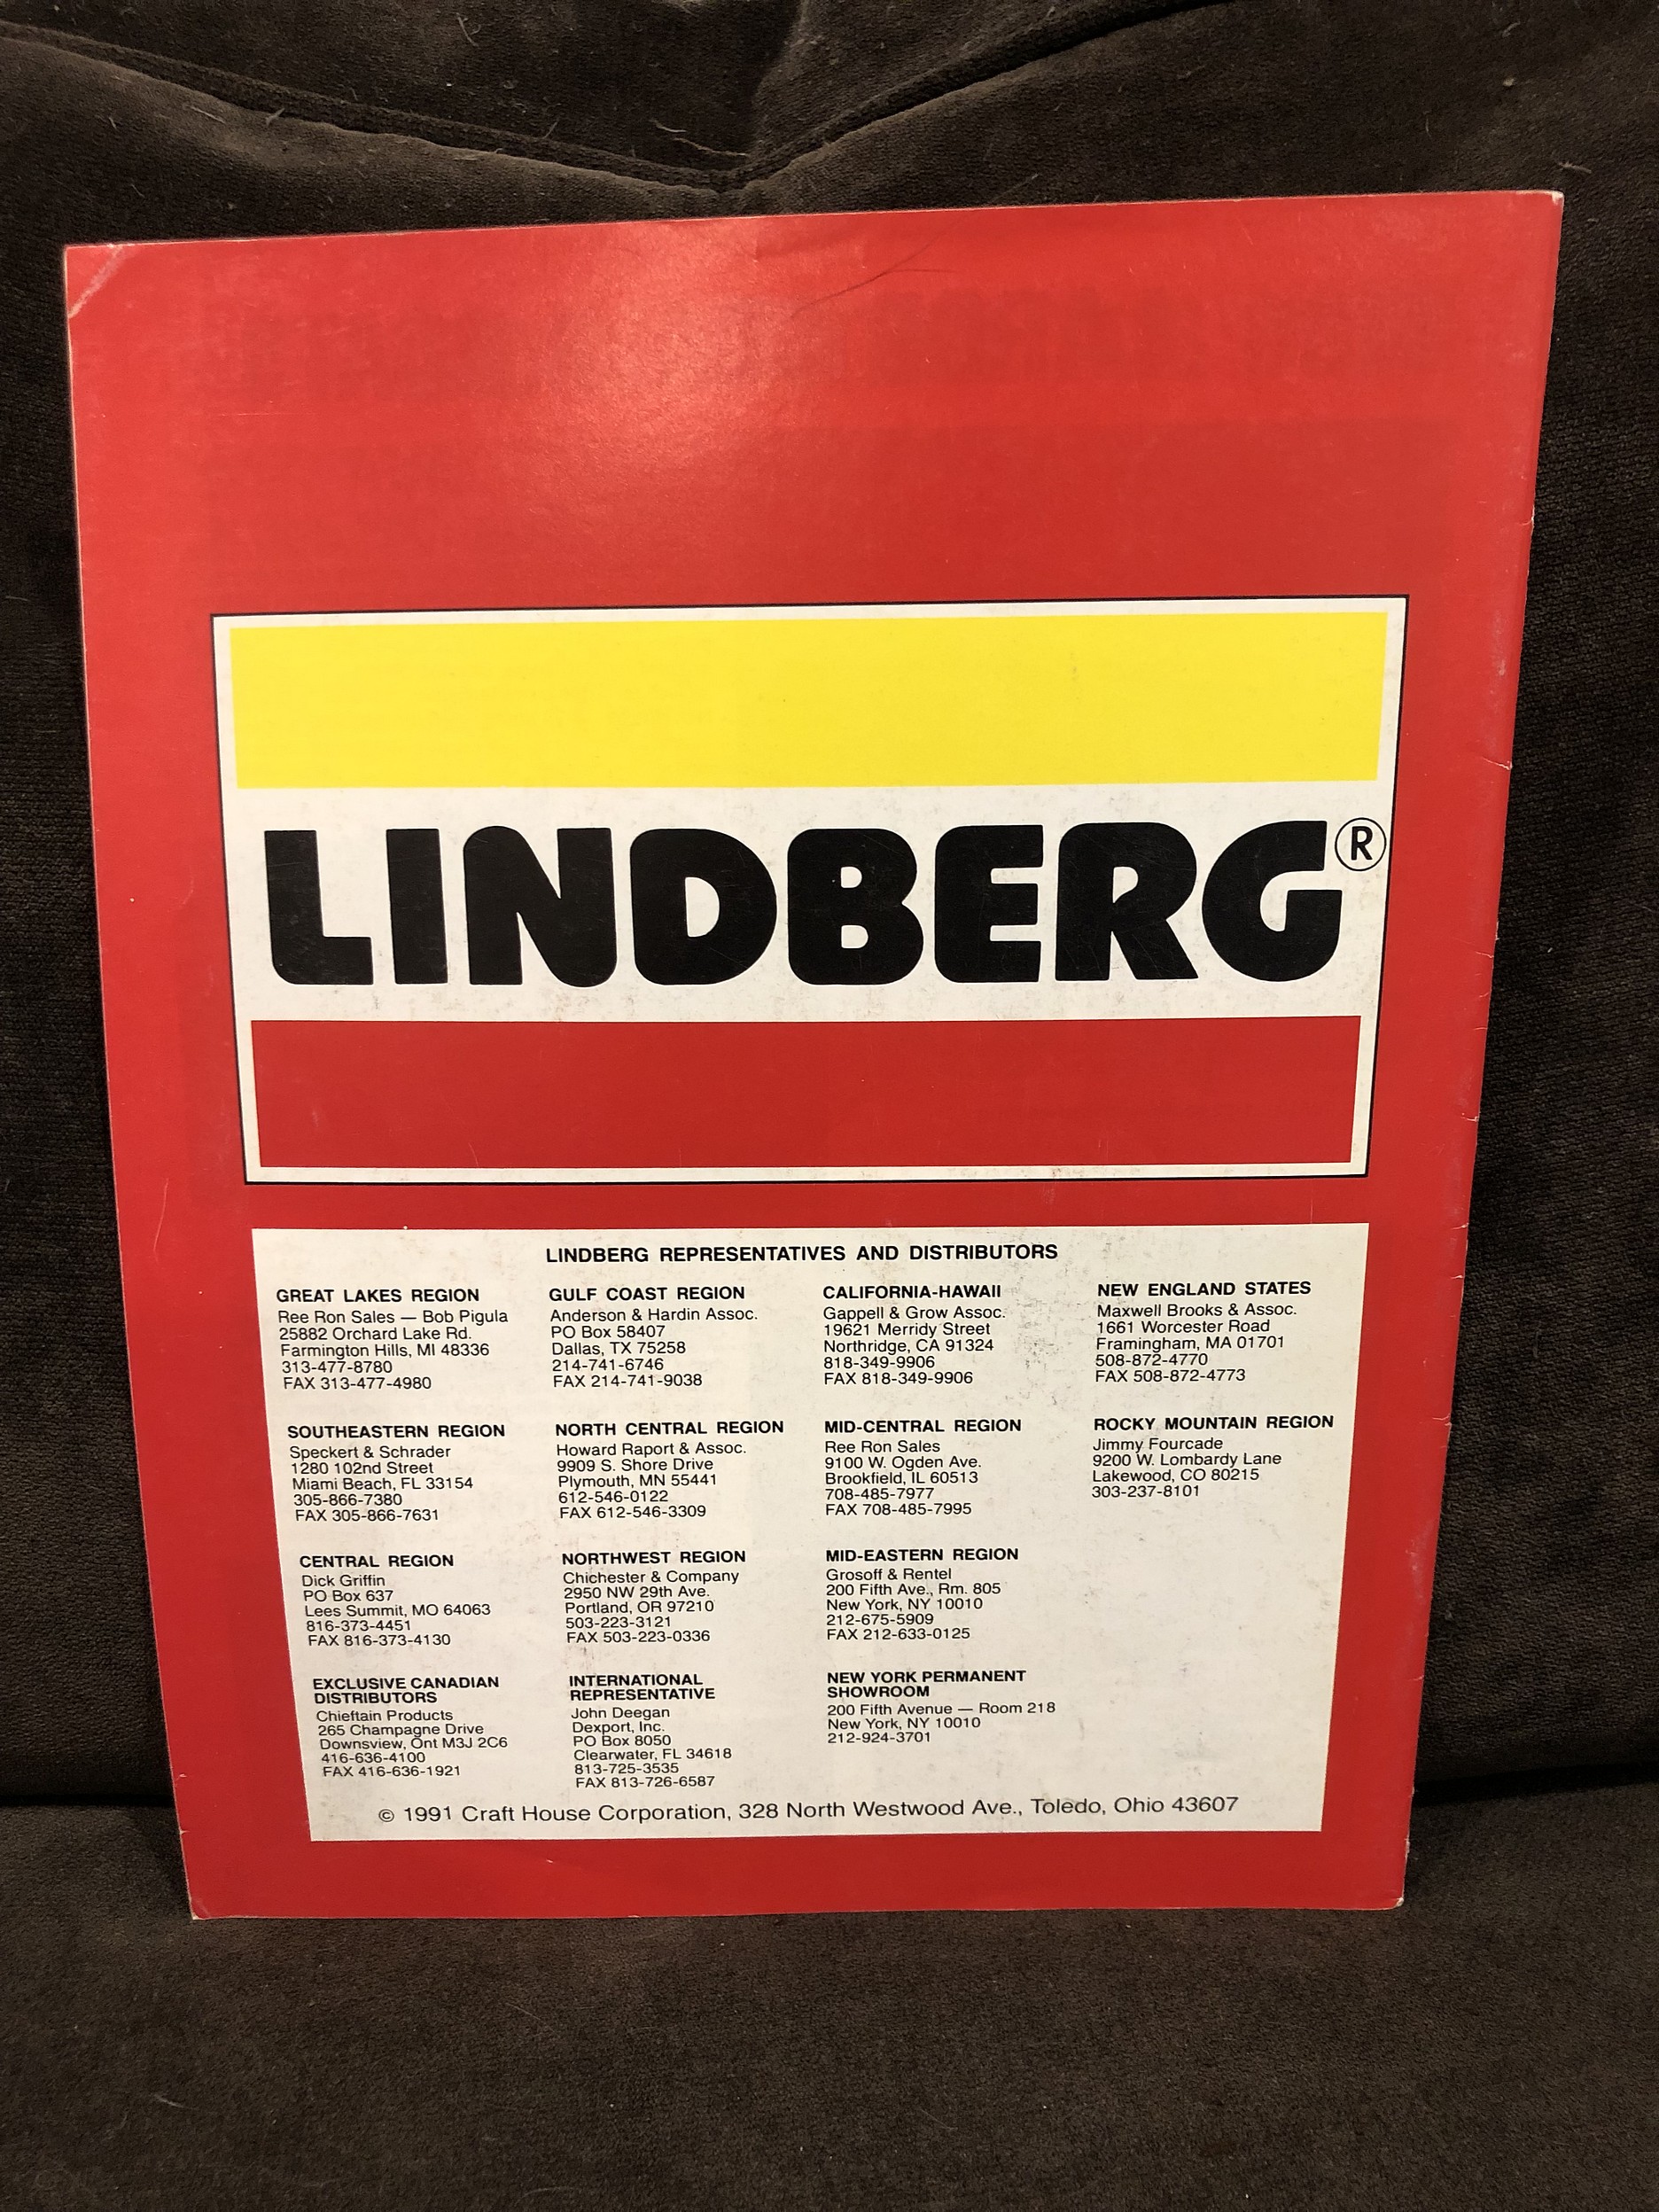 LINDBERG®
LINDBERG REPRESENTATIVES AND DISTRIBUTORS
GREAT LAKES REGION
Ree Ron Sales — Bob Pigula
25882 Orchard Lake Rd.
Farmington Hills, MI 48336
313-477-8780
FAX 313-477-4980
SOUTHEASTERN REGION
Speckert & Schrader
1280 102nd Street
Miami Beach, FL 33154
305-866-7380
FAX 305-866-7631
CENTRAL REGION
Dick Griffin
PO Box 637
Lees Summit, MO 64063
816-373-4451
FAX 816-373-4130
EXCLUSIVE CANADIAN
DISTRIBUTORS
Chieftain Products
265 Champagne Drive
Downsview, Ont M3J 2C6
416-636-4100
FAX 416-636-1921
GULF COAST REGION
Anderson & Hardin Assoc.
PO Box 58407
Dallas, TX 75258
214-741-6746
FAX 214-741-9038
NORTH CENTRAL REGION
Howard Raport & Assoc.
9909 S. Shore Drive
Plymouth, MN 55441
612-546-0122
FAX 612-546-3309
NORTHWEST REGION
Chichester & Company
2950 NW 29th Ave.
Portland, OR 97210
503-223-3121
FAX 503-223-0336
INTERNATIONAL
REPRESENTATIVE
John Deegan
Dexport, Inc.
PO Box 8050
Clearwater, FL 34618
813-725-3535
FAX 813-726-6587
CALIFORNIA-HAWAII
Gappell & Grow Assoc.
19621 Merridy Street
Northridge, CA 91324
818-349-9906
FAX 818-349-9906
MID-CENTRAL REGION
Ree Ron Sales
9100 W. Ogden Ave.
Brookfield, IL 60513
708-485-7977
FAX 708-485-7995
MID-EASTERN REGION
Grosoff & Rentel
200 Fifth Ave., Rm. 805
New York, NY 10010
212-675-5909
FAX 212-633-0125
NEW YORK PERMANENT
SHOWROOM
200 Fifth Avenue — Room 218
New York, NY 10010
212-924-3701
NEW ENGLAND STATES
Maxwell Brooks & Assoc.
1661 Worcester Road
Framingham, MA 01701
508-872-4770
FAX 508-872-4773
ROCKY MOUNTAIN REGION
Jimmy Fourcade
9200 W. Lombardy Lane
Lakewood, CO 80215
303-237-8101
© 1991 Craft House Corporation, 328 North Westwood Ave., Toledo, Ohio 43607